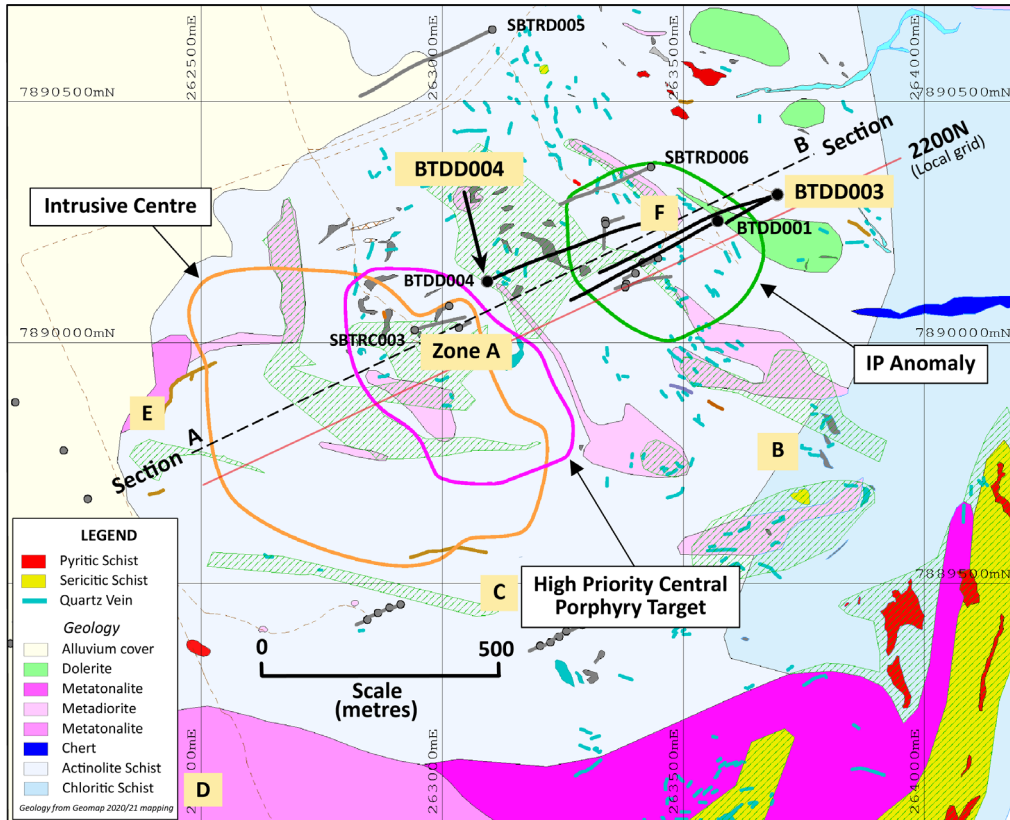 SBTRD005
262500mE
263000mE
263500mE
264000mE
7890500mN
7890500mN
B
Section
2200N
(Local grid)
SBTRD006
BTDD004
BTDD003
Intrusive Centre
F
BTDD001
BTDD004
7890000mN
7890000mN
SBTRC003
Zone A
IP Anomaly
E
A
Section
B
LEGEND
Pyritic Schist
Sericitic Schist
Quartz Vein
Geology
Alluvium cover
Dolerite
Metatonalite
Metadiorite
Metatonalite
Chert
Actinolite Schist
Chloritic Schist
Geology from Geomap 2020/21 mapping
C
High Priority Central
Porphyry Target
7889500mN
0
500
Scale
(metres)
D
263000mE
263500mE
264000mE